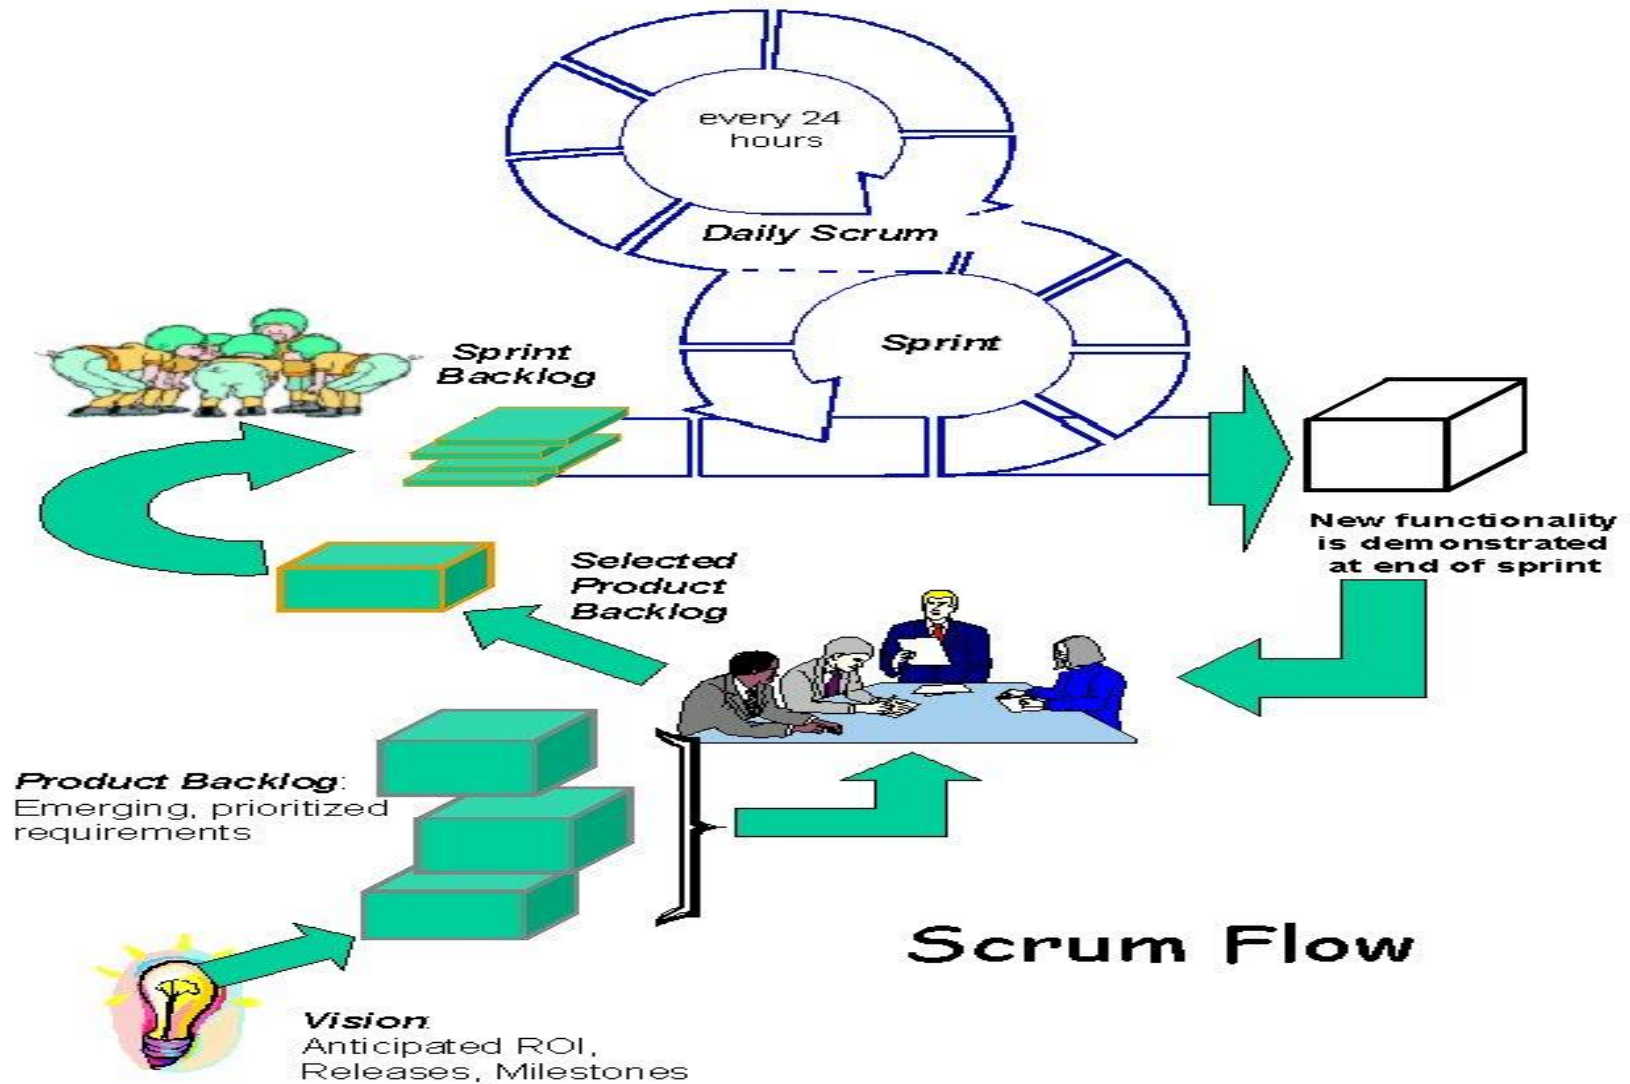 every 24
hours
Daily Scrum
Sprint
Sprint
Backlog
New functionality
is demonstrated
at end of sprint
Selected
Product
Backlog
Product Backlog:
Emerging, prioritized
requirements
Scrum Flow
Vision:
Anticipated ROI,
Releases, Milestones